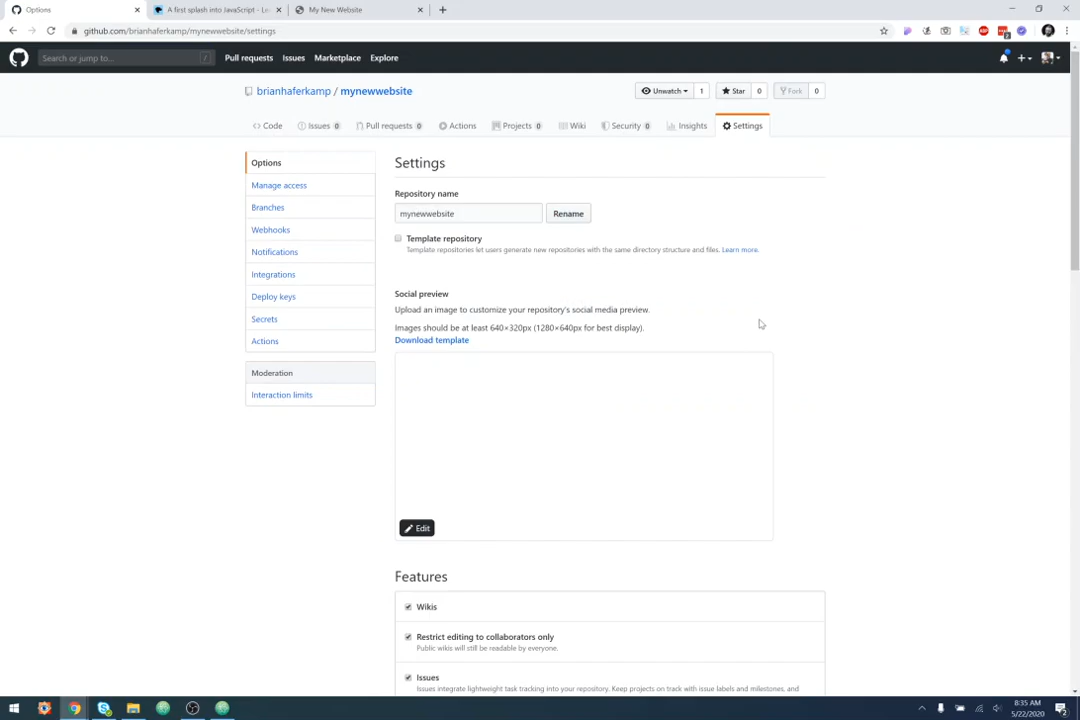 Options
A first splash into JavaScript - Le
My New Website
github.com/brianhaferkamp/mynewwebsite/settings
Search or jump to...
/
Pull requests
Issues
Marketplace
Explore
brianhaferkamp / mynewwebsite
Unwatch
1
Star
0
Fork
0
Code
Issues 0
Pull requests 0
Actions
Projects 0
Wiki
Security 0
Insights
Settings
Options
Manage access
Branches
Webhooks
Notifications
Integrations
Deploy keys
Secrets
Actions
Moderation
Interaction limits
Settings
Repository name
mynewwebsite
Rename
Template repository
Template repositories let users generate new repositories with the same directory structure and files. Learn more.
Social preview
Upload an image to customize your repository's social media preview.
Images should be at least 640×320px (1280×640px for best display).
Download template
Edit
Features
Wikis
Restrict editing to collaborators only
Public wikis will still be readable by everyone.
Issues
Issues integrate lightweight task tracking into your repository. Keep projects on track with issue labels and milestones, and
8:35 AM
5/22/2020